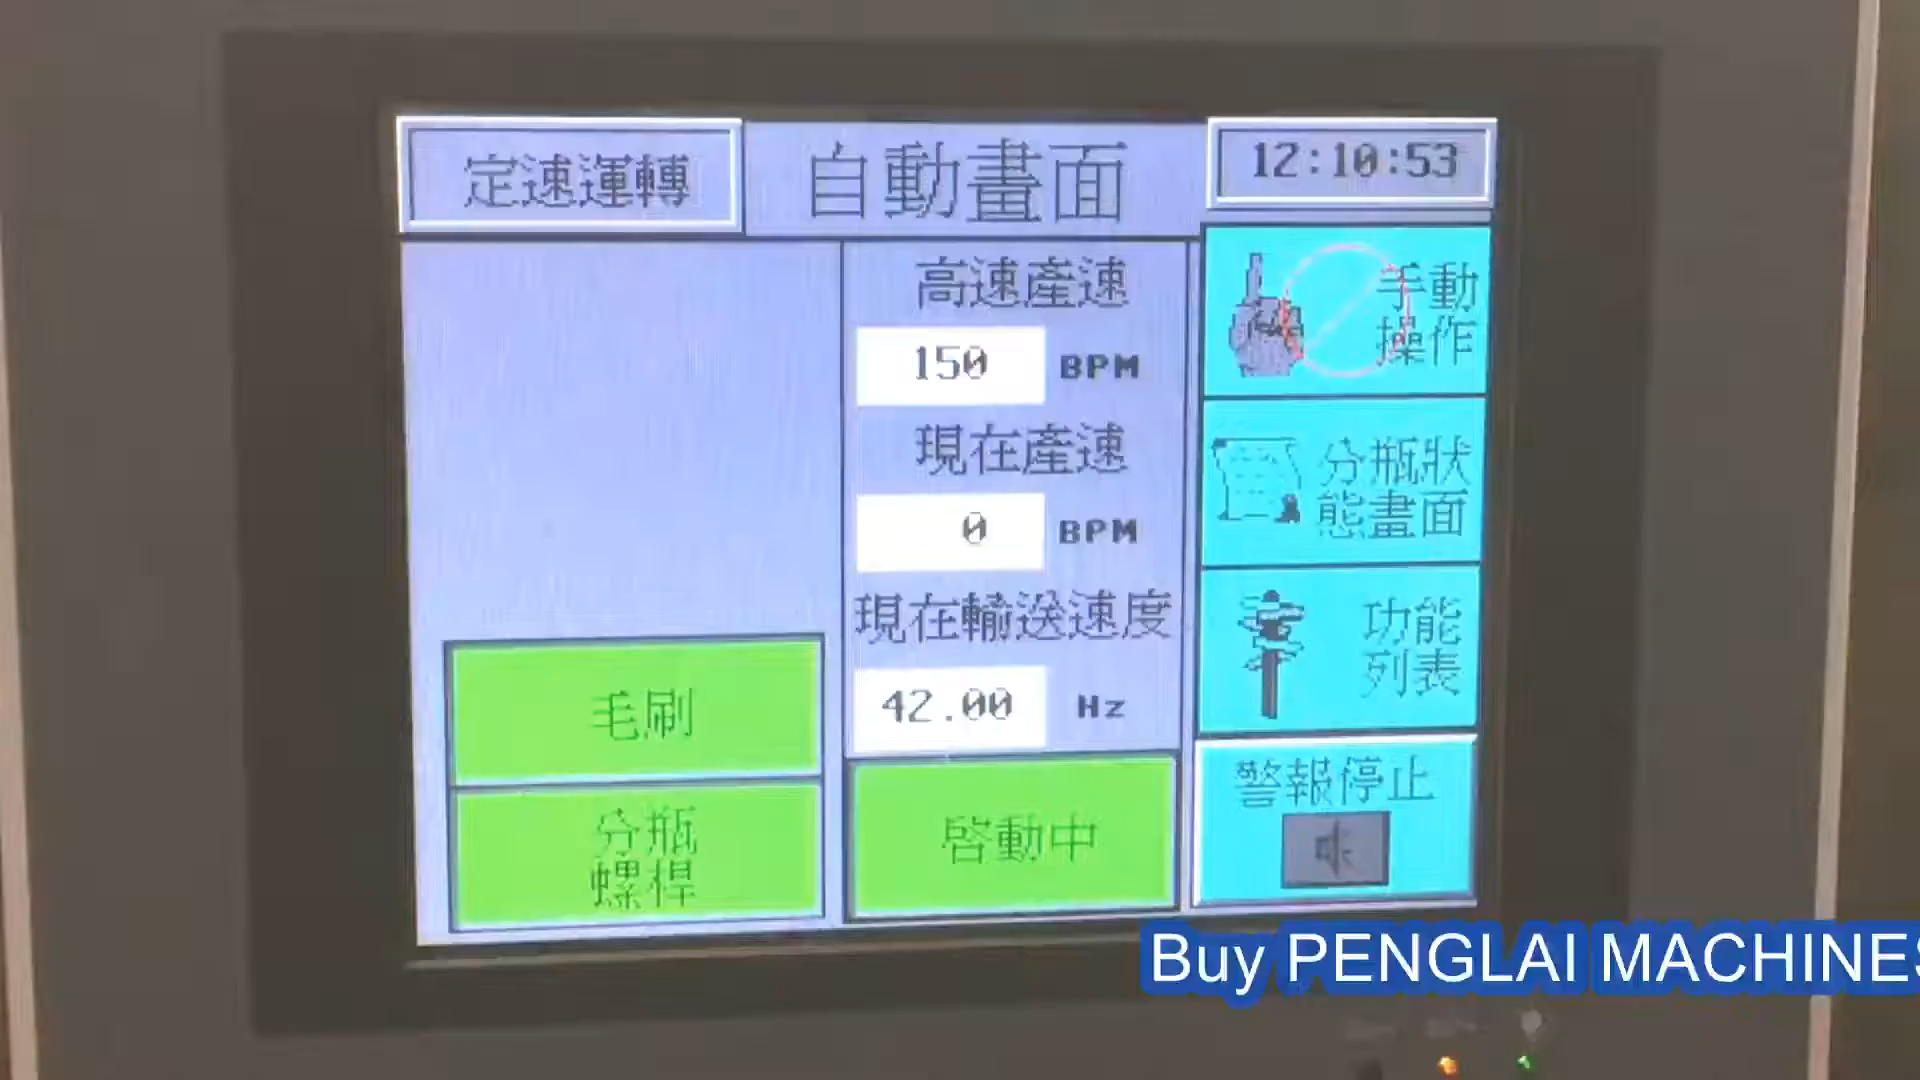 定速運轉
自動畫面
12:10:53
高速產速
150 BPM
現在產速
0 BPM
現在輸送速度
42.00 Hz
毛刷
分瓶
螺桿
啓動中
手動
操作
分瓶狀
態畫面
功能
列表
警報停止
Buy PENGLAI MACHINES